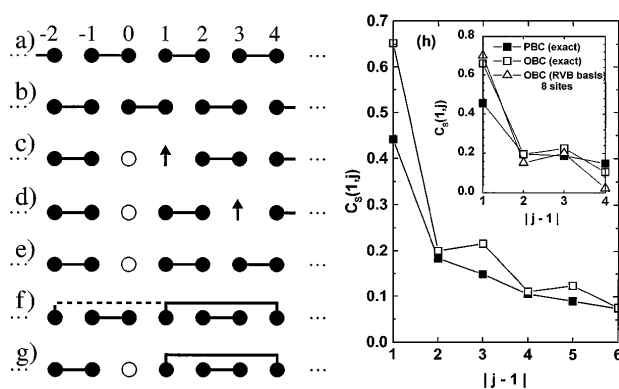 -2 -1 0 1 2 3 4
a) ...
b) ... ...
c) ... ...
d) ... ...
e) ... ...
f) ... ...
g) ... ...
(h)
C_s(1,j)
0.7
0.6
0.5
0.4
0.3
0.2
0.1
0.0
1 2 3 4 5 6
| j - 1 |
PBC (exact)
OBC (exact)
OBC (RVB basis)
8 sites
C_s(1,j)
0.8
0.6
0.4
0.2
0.0
1 2 3 4
| j - 1 |